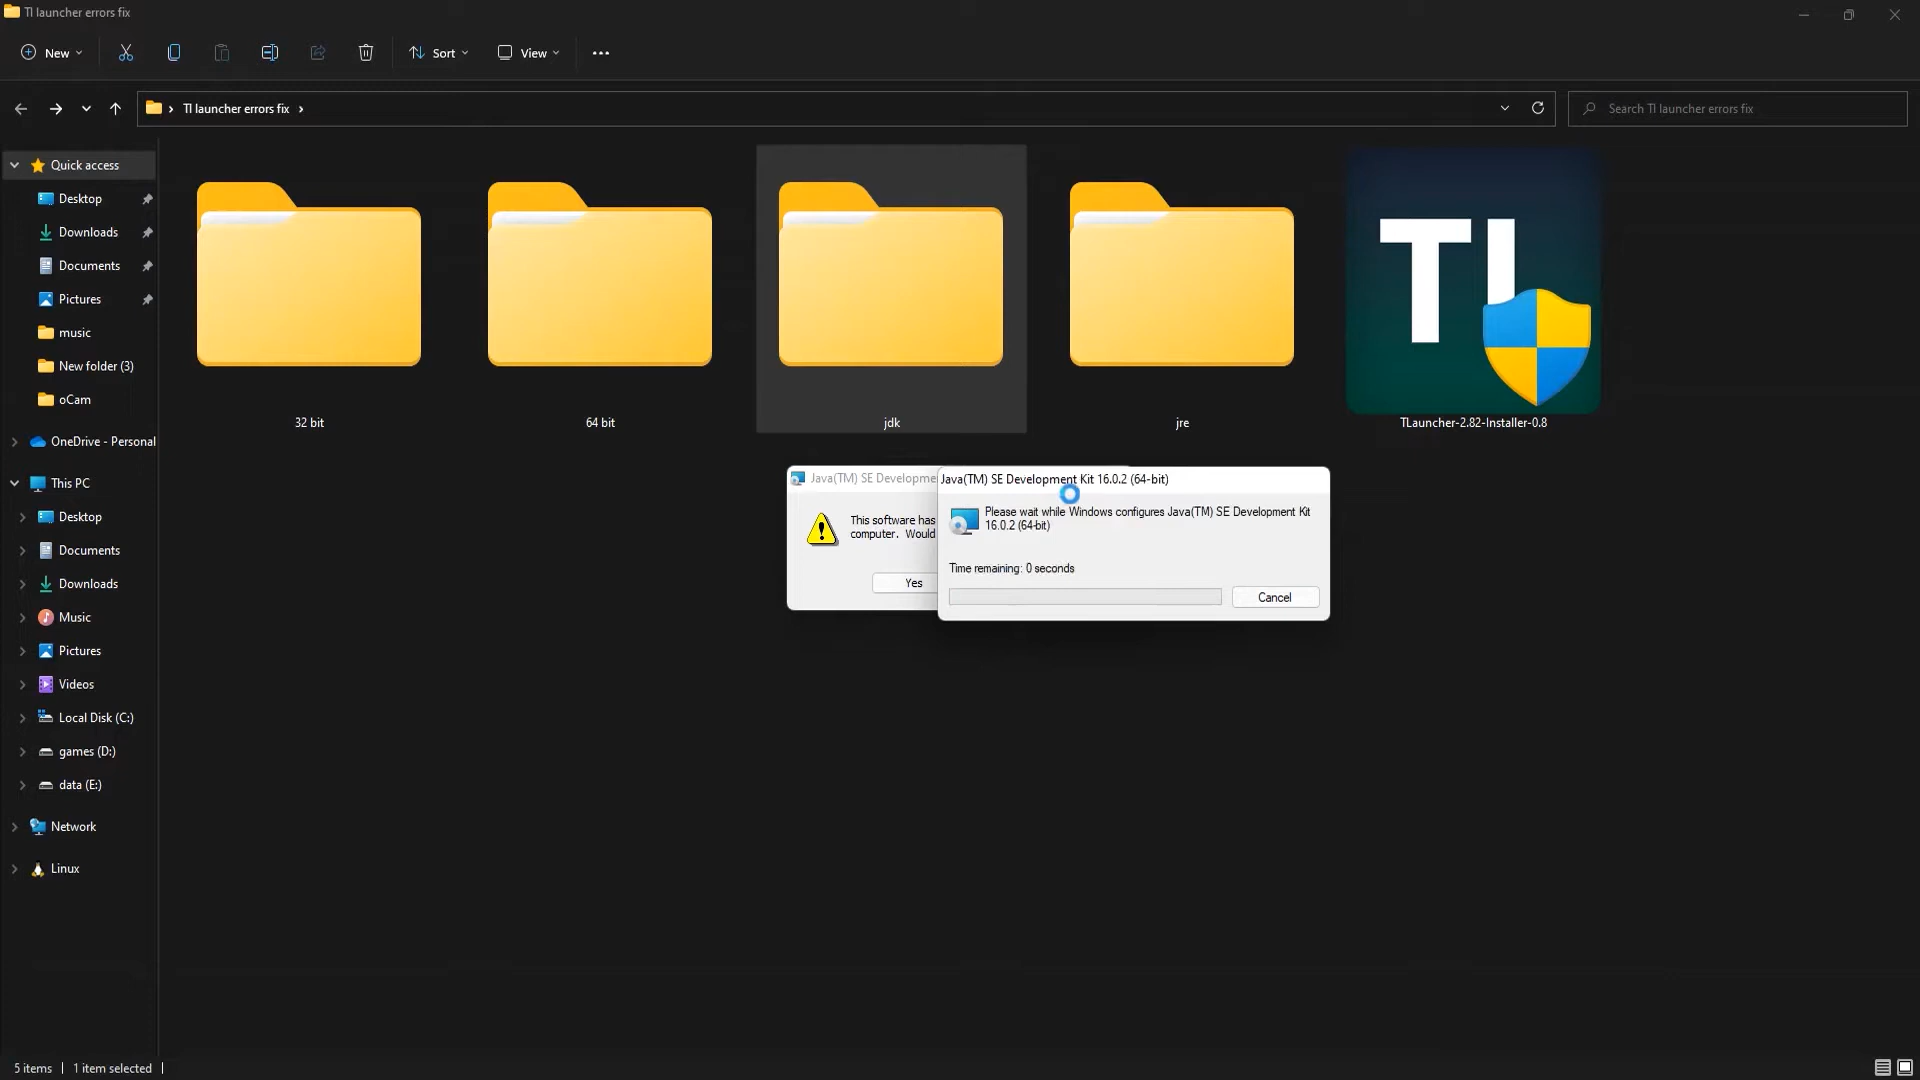 Tl launcher errors fix
New
Sort
View
Tl launcher errors fix
Search Tl launcher errors fix
Quick access
Desktop
Downloads
Documents
Pictures
music
New folder (3)
oCam
OneDrive - Personal
This PC
Desktop
Documents
Downloads
Music
Pictures
Videos
Local Disk (C:)
games (D:)
data (E:)
Network
Linux
TL
32 bit
64 bit
jdk
jre
TLauncher-2.82-Installer-0.8
Java(TM) SE Developme
This software has
computer. Would
Yes
Java(TM) SE Development Kit 16.0.2 (64-bit)
Please wait while Windows configures Java(TM) SE Development Kit
16.0.2 (64-bit)
Time remaining: 0 seconds
Cancel
5 items
1 item selected